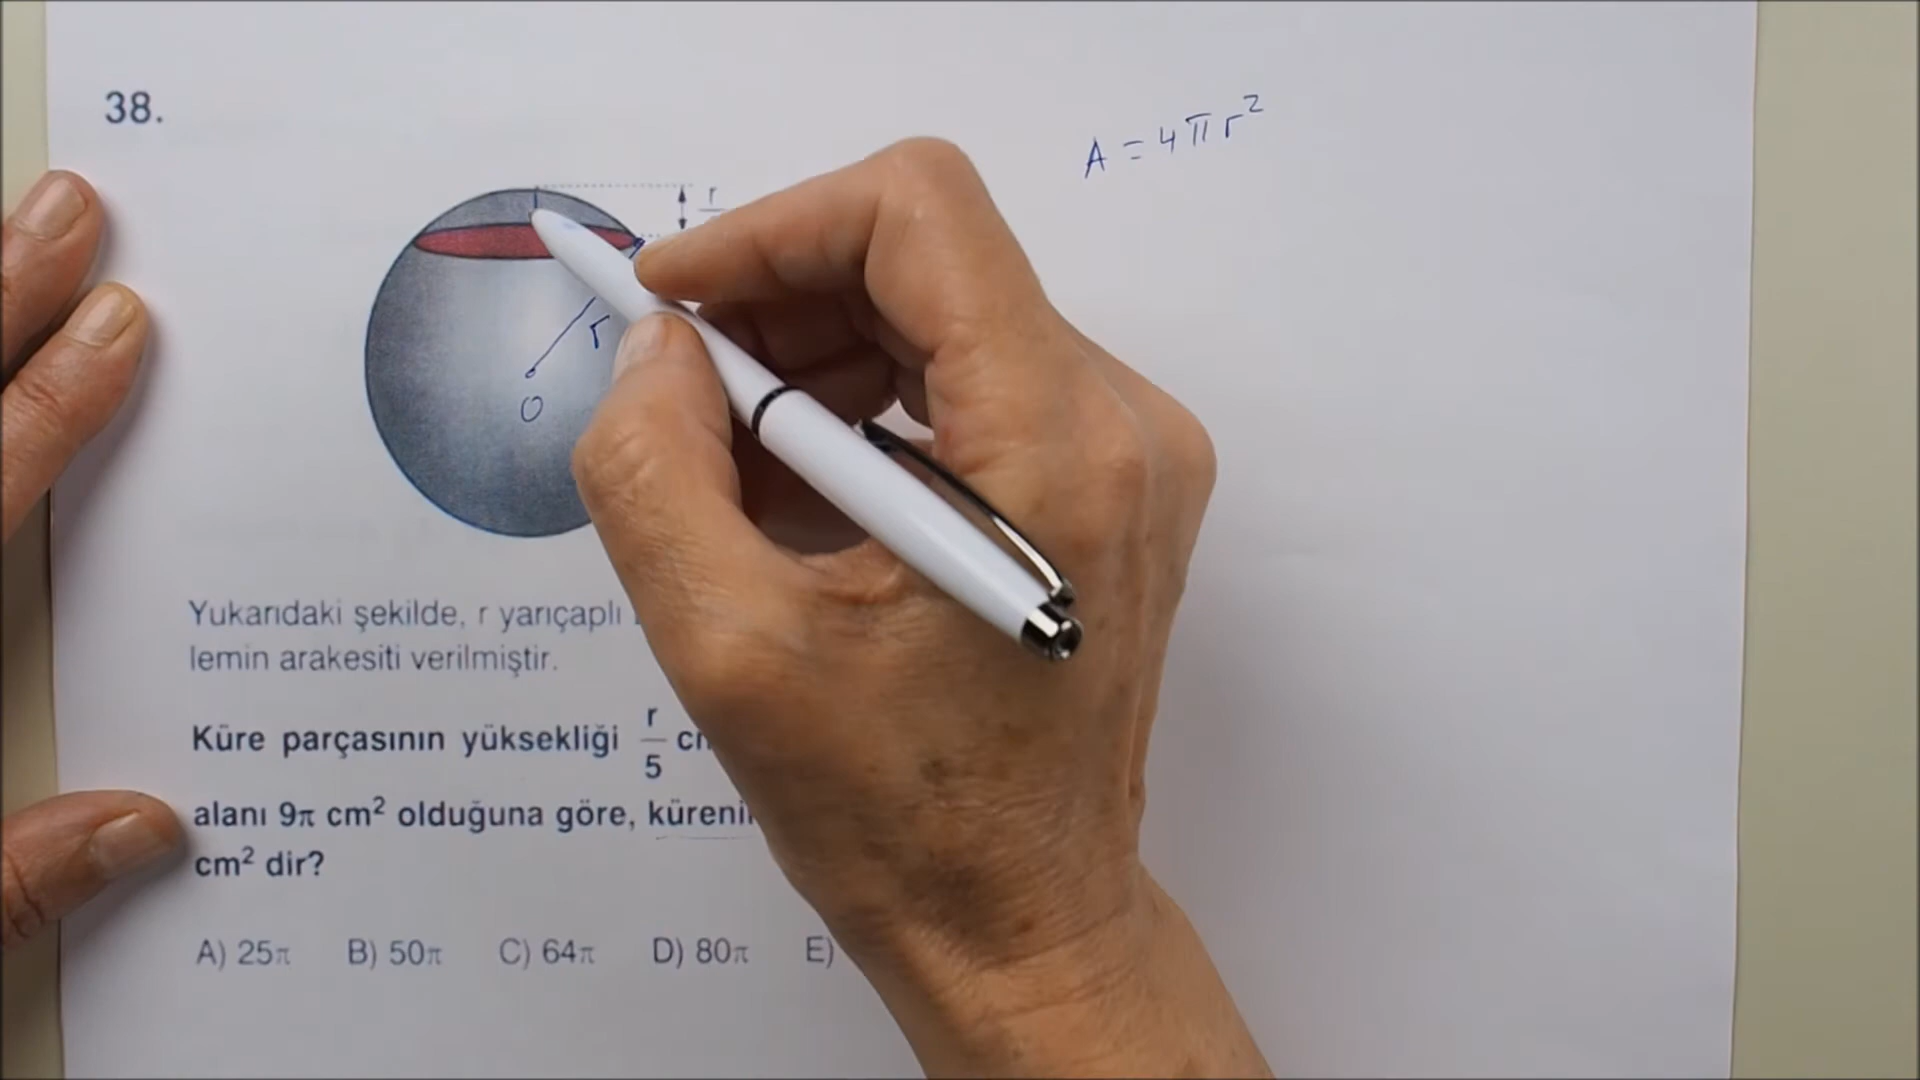 38.
A = 4πr²
r
r
O
Yukarıdaki şekilde, r yarıçaplı
lemin arakesiti verilmiştir.
Küre parçasının yüksekliği r/5
alanı 9π cm² olduğuna göre,
cm² dir?
A) 25π B) 50π C) 64π D) 80π E)